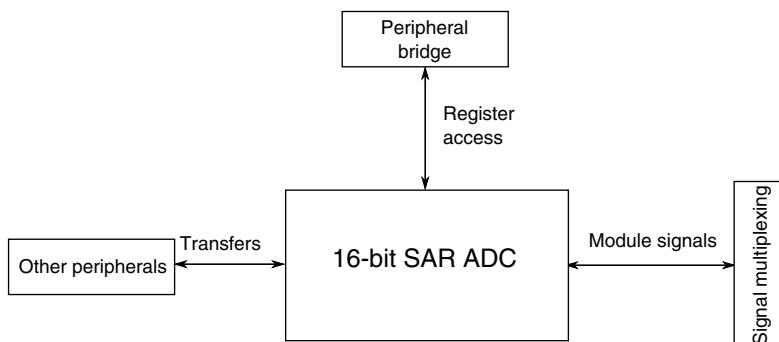 Peripheral
bridge
Register
access
Transfers
Other peripherals
16-bit SAR ADC
Module signals
Signal multiplexing